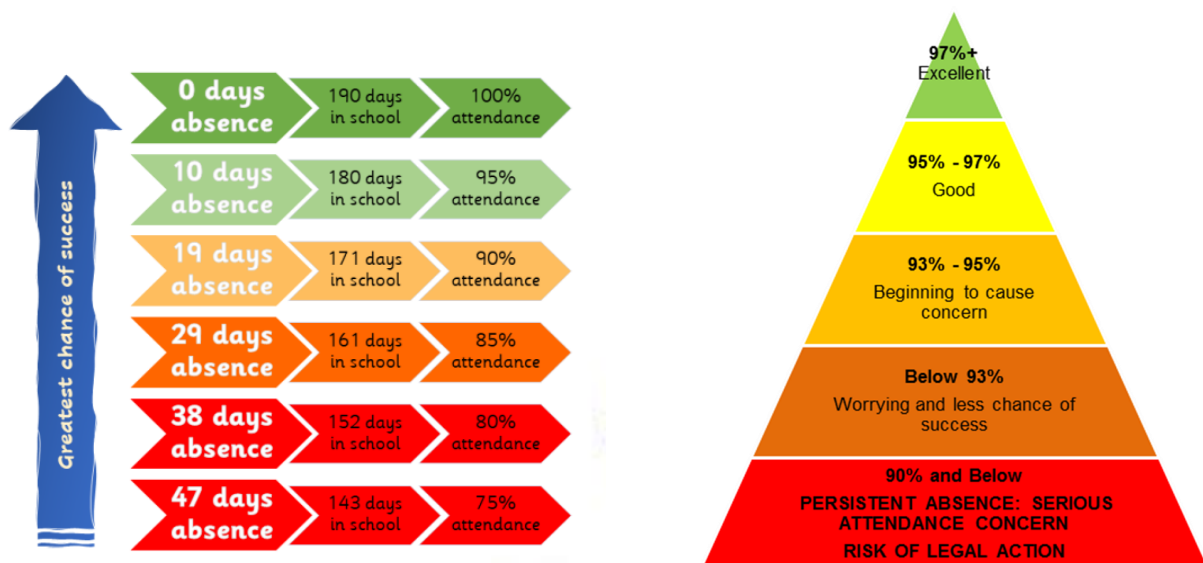 Greatest chance of success
0 days
absence
190 days
in school
100%
attendance
10 days
absence
180 days
in school
95%
attendance
19 days
absence
171 days
in school
90%
attendance
29 days
absence
161 days
in school
85%
attendance
38 days
absence
152 days
in school
80%
attendance
47 days
absence
143 days
in school
75%
attendance
97%+
Excellent
95% - 97%
Good
93% - 95%
Beginning to cause
concern
Below 93%
Worrying and less chance of
success
90% and Below
PERSISTENT ABSENCE: SERIOUS
ATTENDANCE CONCERN
RISK OF LEGAL ACTION